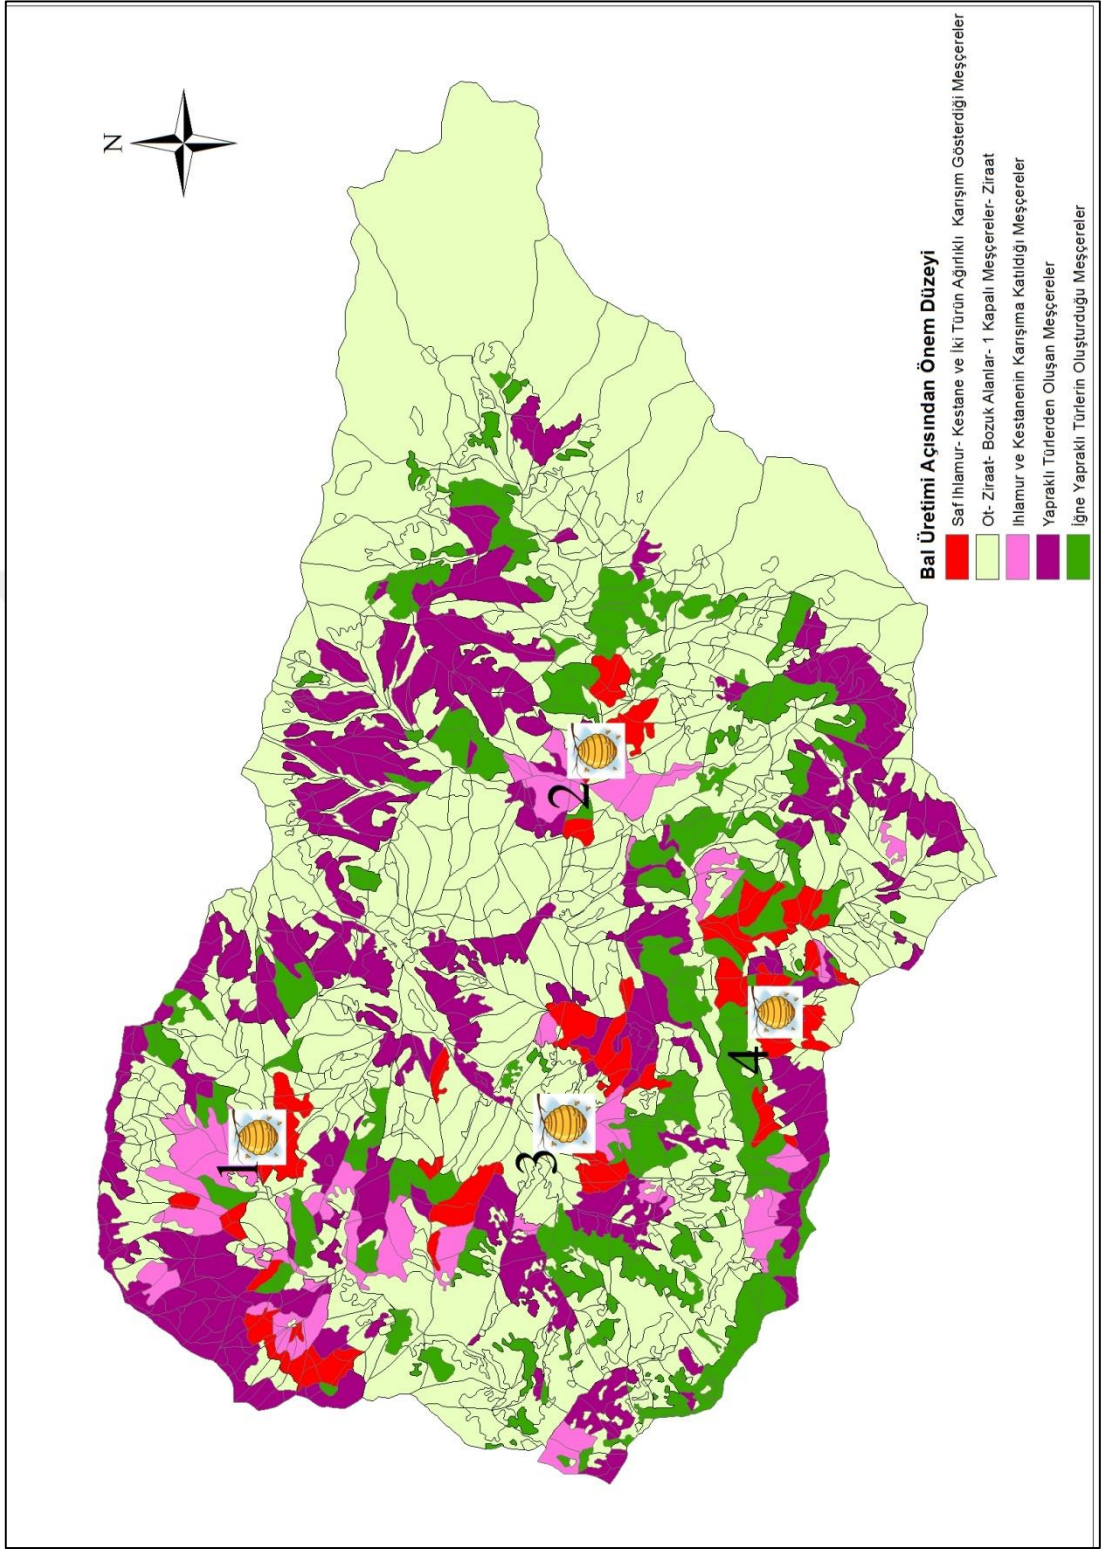 N
1
2
3
4
Bal Üretimi Açısından Önem Düzeyi
Saf Ihlamur- Kestane ve İki Türün Ağırlıklı Karışım Gösterdiği Meşçereler
Ot- Ziraat- Bozuk Alanlar- 1 Kapalı Meşçereler- Ziraat
Ihlamur ve Kestanenin Karışıma Katıldığı Meşçereler
Yapraklı Türlerden Oluşan Meşçereler
İğne Yapraklı Türlerin Oluşturduğu Meşçereler